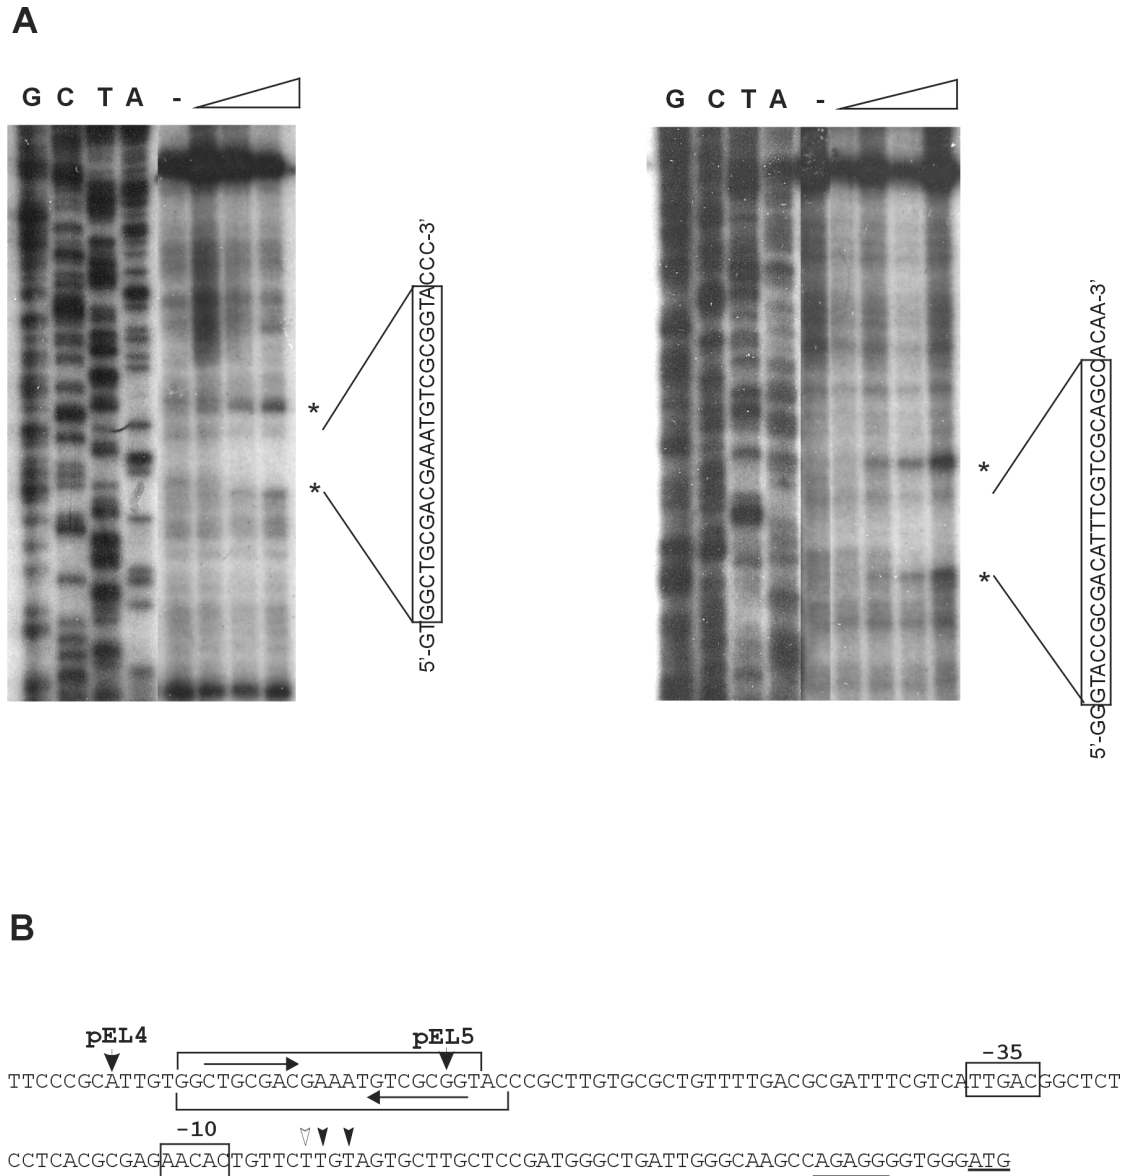 A
G C T A -
G C T A -
5'-GTGGCTGCGACGAAATGTCGCGGTACCC-3'
*
*
5'-GGGTACCGCGACATTTCGTCGCAGCCACAA-3'
*
*
B
pEL4 pEL5
-35
TTCCCGCATTGTGGCTGCGACGAAATGTCGCGGTACCCGCTTGTGCGCTGTTTTGACGCGATTTCGTCATTGACGGCTCT
-10
CCTCACGCGAGAACACTGTTCTTGTAGTGCTTGCTCCGATGGGCTGATTGGGCAAGCCAGAGGGGTGGGATG